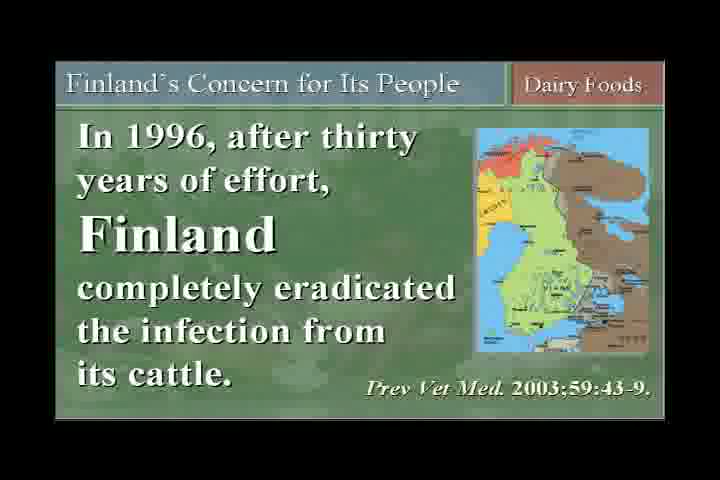 Finland's Concern for Its People
Dairy Foods
In 1996, after thirty
years of effort,
Finland
completely eradicated
the infection from
its cattle.
Prev Vet Med. 2003;59:43-9.